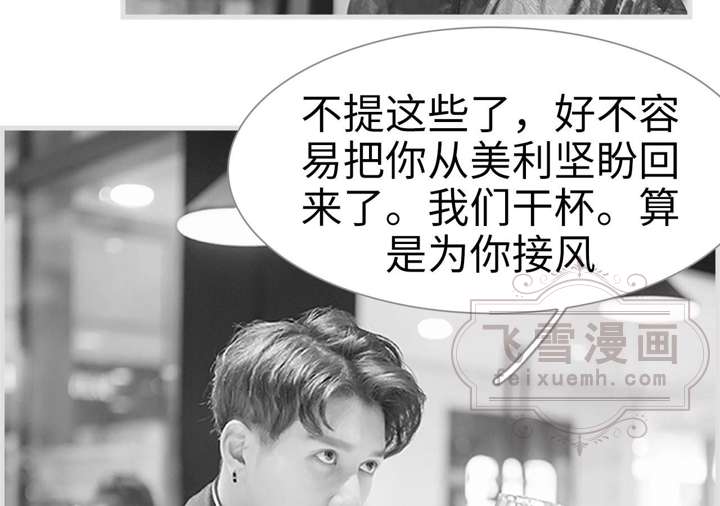 不提这些了，好不容
易把你从美利坚盼回
来了。我们干杯。算
是为你接风
飞雪漫画
feixuemh.com